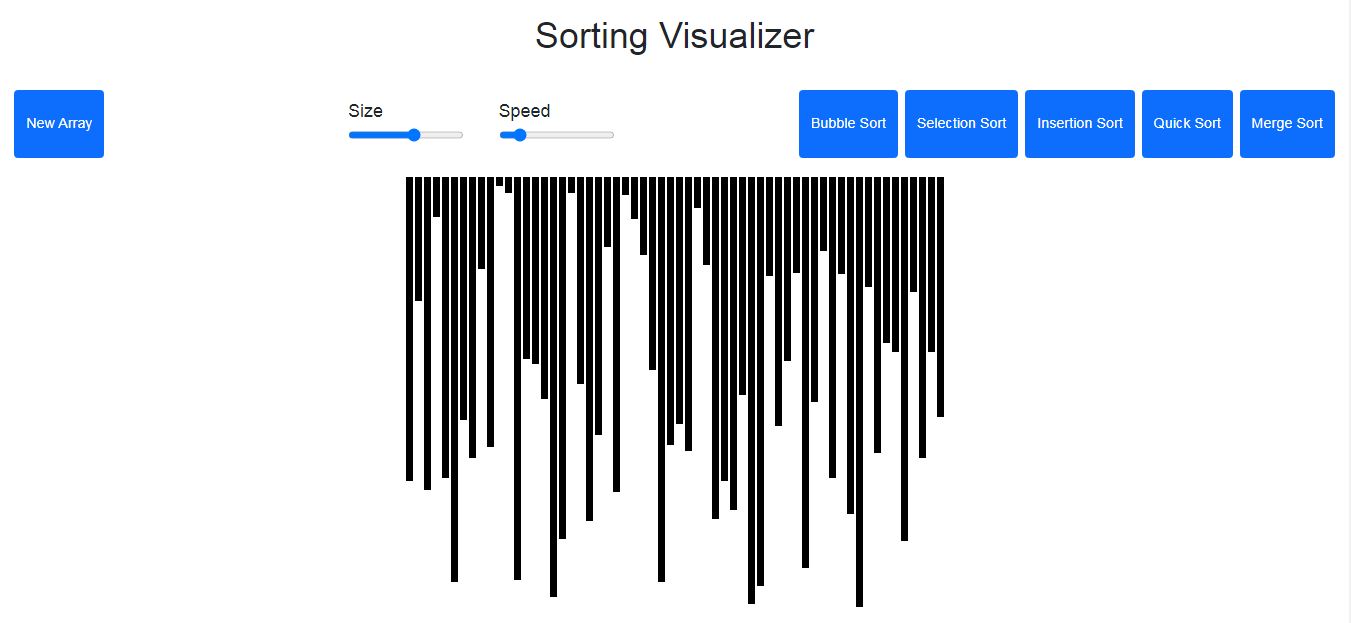 Sorting Visualizer
New Array
Size
Speed
Bubble Sort
Selection Sort
Insertion Sort
Quick Sort
Merge Sort